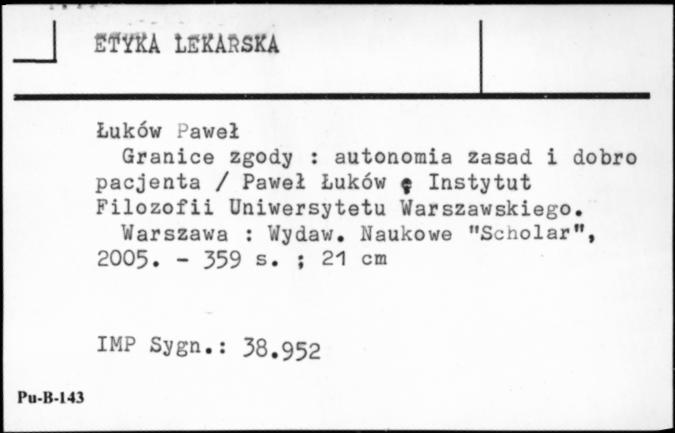 ETYKA LEKARSKA
Łuków Paweł
Granice zgody : autonomia zasad i dobro
pacjenta / Paweł Łuków ; Instytut
Filozofii Uniwersytetu Warszawskiego.
Warszawa : Wydaw. Naukowe "Scholar",
2005. - 359 s. ; 21 cm
IMP Sygn.: 38.952
Pu-B-143